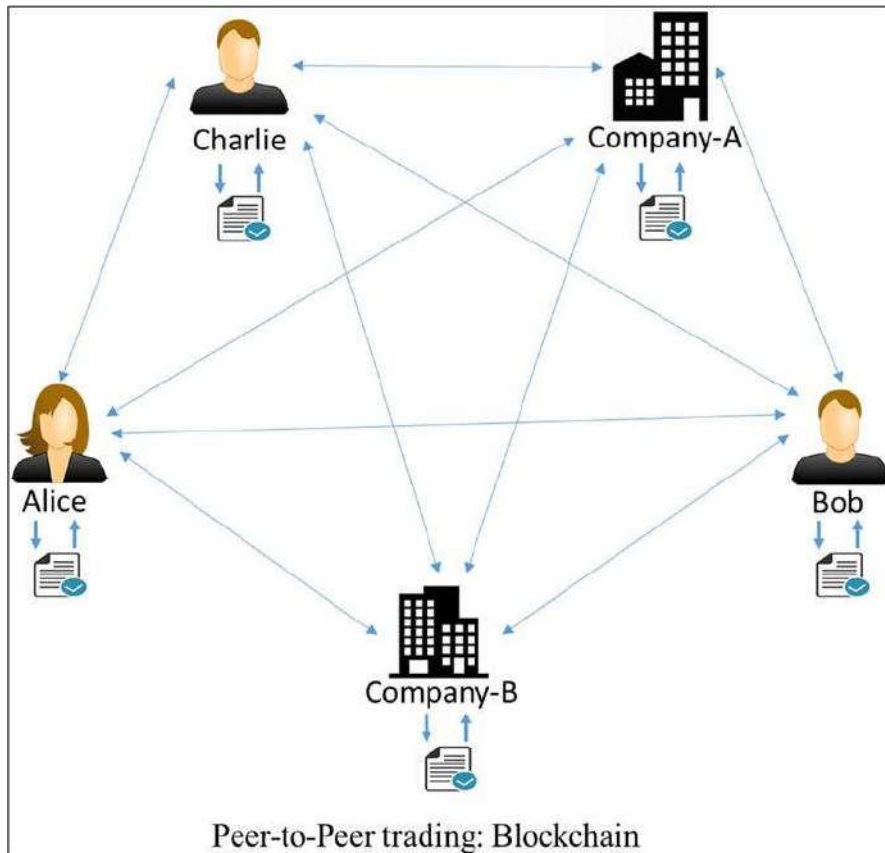 Charlie
Company-A
Alice
Bob
Company-B
Peer-to-Peer trading: Blockchain